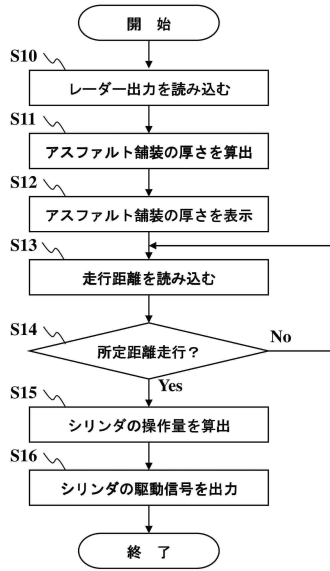 開 始
S10
レーダー出力を読み込む
S11
アスファルト舗装の厚さを算出
S12
アスファルト舗装の厚さを表示
S13
走行距離を読み込む
S14
所定距離走行？
No
Yes
S15
シリンダの操作量を算出
S16
シリンダの駆動信号を出力
終 了